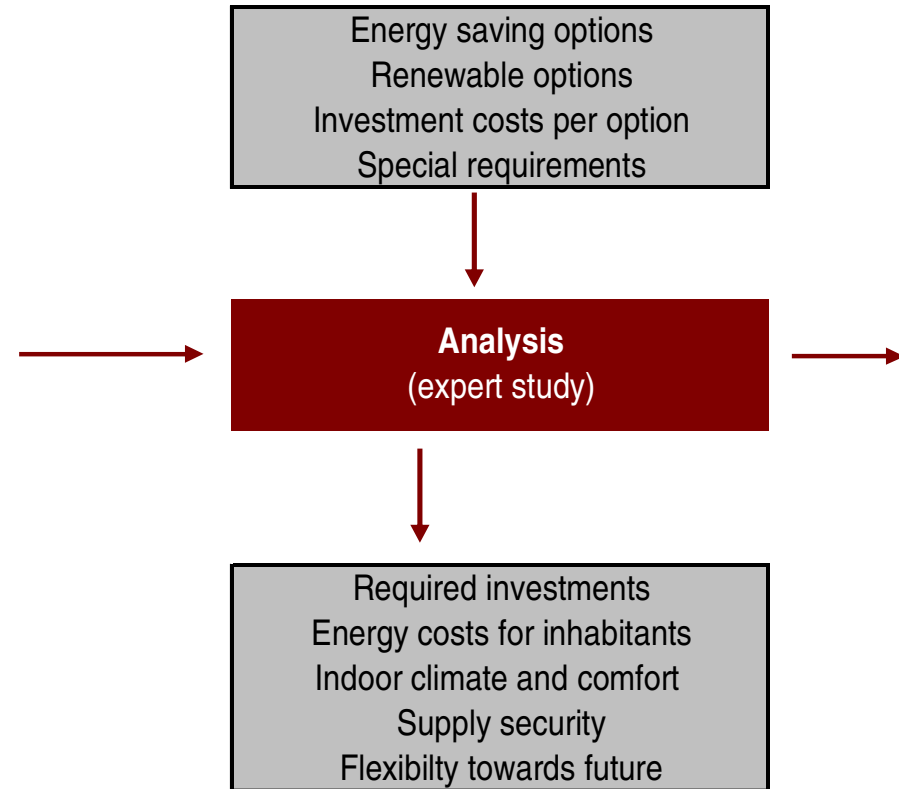 Energy saving options
Renewable options
Investment costs per option
Special requirements
Analysis
(expert study)
Required investments
Energy costs for inhabitants
Indoor climate and comfort
Supply security
Flexibilty towards future